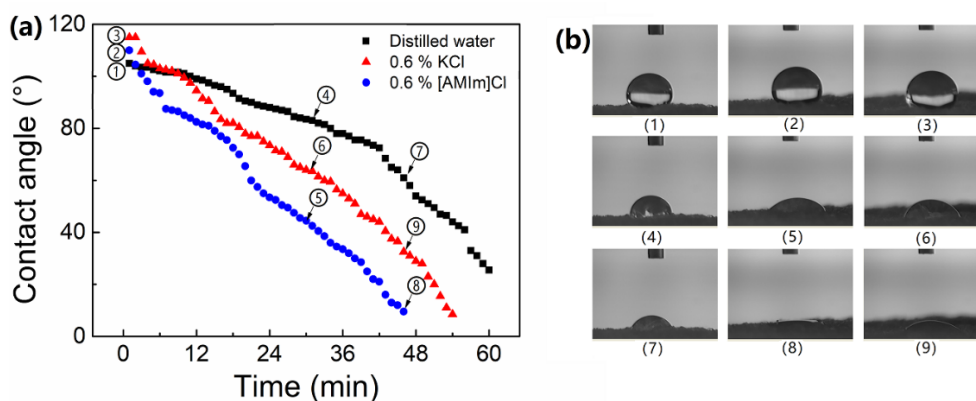 (a)
Contact angle (°)
120
80
40
0
0 12 24 36 48 60
Time (min)
Distilled water
0.6 % KCl
0.6 % [AMIm]Cl
③
②
①
④
⑥
⑤
⑦
⑨
⑧
(b)
(1) (2) (3)
(4) (5) (6)
(7) (8) (9)